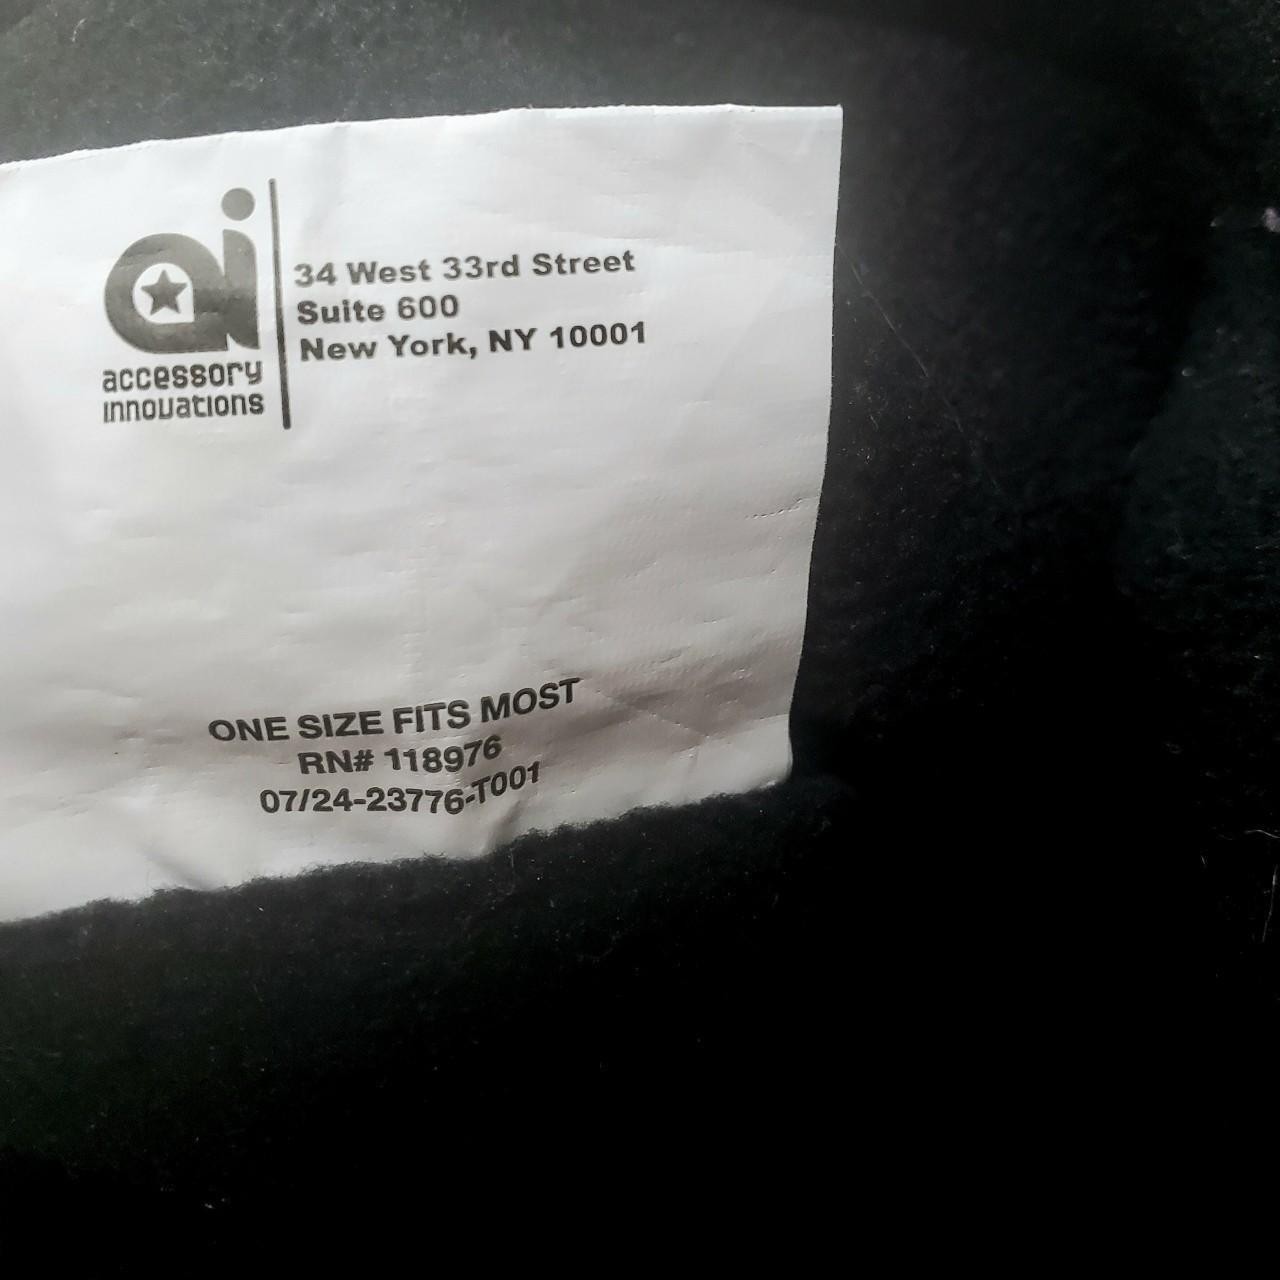 ai
accessory
innovations
34 West 33rd Street
Suite 600
New York, NY 10001
ONE SIZE FITS MOST
RN# 118976
07/24-23776-T001